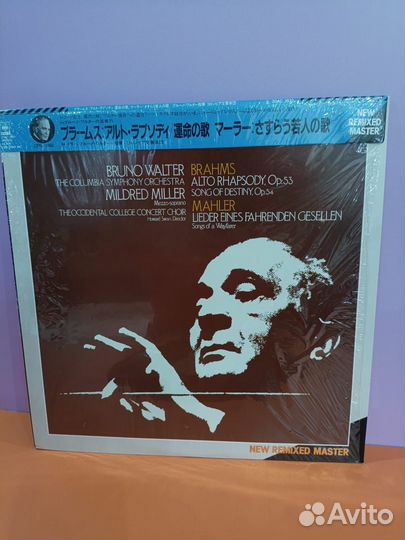 ブラームス:アルト・ラプソディ/運命の歌 マーラー:さすらう若人の歌
NEW
REMIXED
MASTER
BRUNO WALTER
THE COLUMBIA SYMPHONY ORCHESTRA
MILDRED MILLER
Mezzo-soprano
THE OCCIDENTAL COLLEGE CONCERT CHOIR
Howard Swan, Director
BRAHMS
ALTO RHAPSODY, Op.53
SONG OF DESTINY, Op.54
MAHLER
LIEDER EINES FAHRENDEN GESELLEN
Songs of a Wayfarer
NEW REMIXED MASTER
Avito